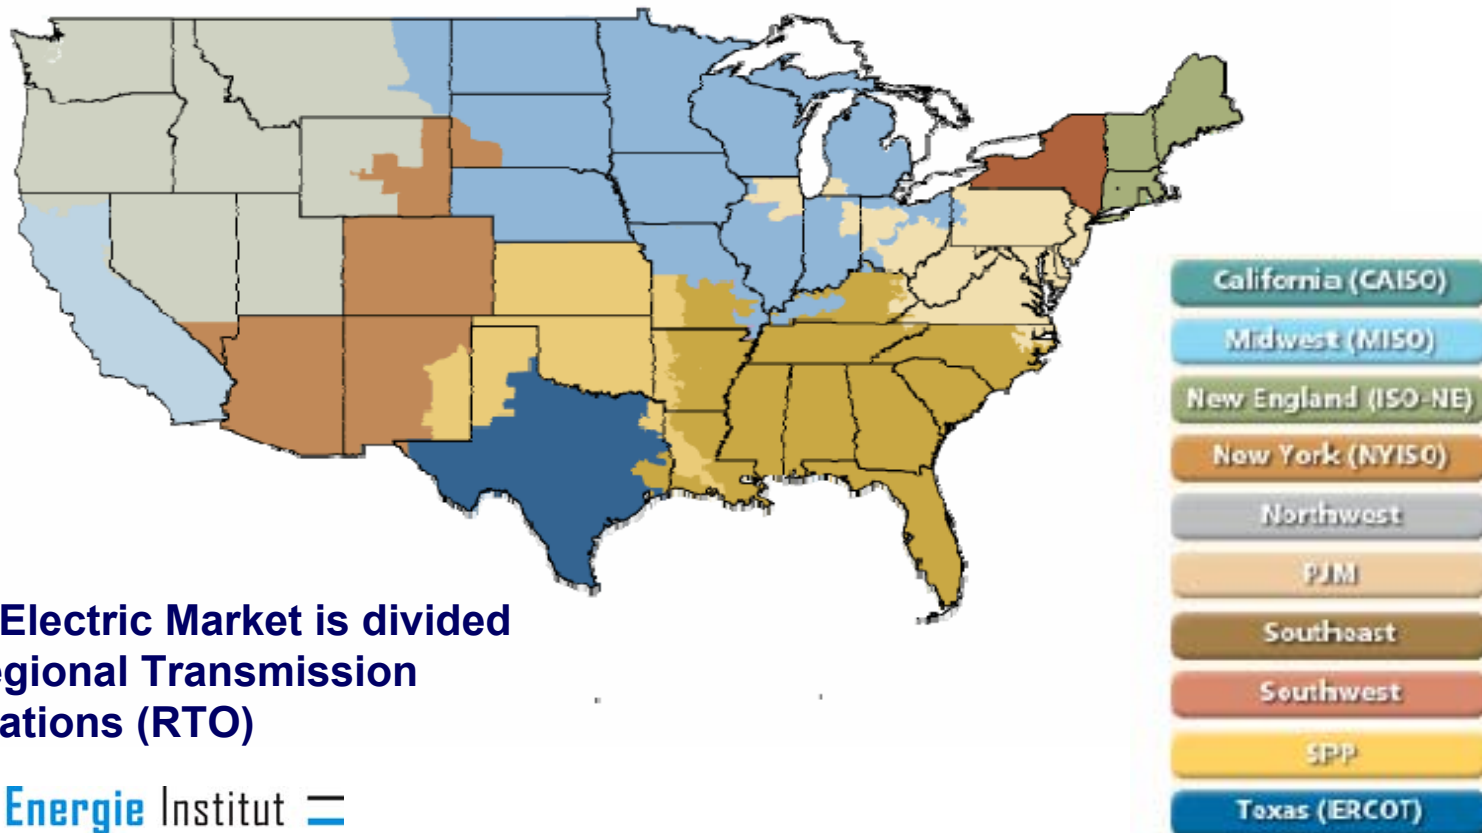 California (CAISO)
Midwest (MISO)
New England (ISO-NE)
New York (NYISO)
Northwest
PJM
Southeast
Southwest
SPP
Texas (ERCOT)
Electric Market is divided
egional Transmission
ations (RTO)
Energie Institut